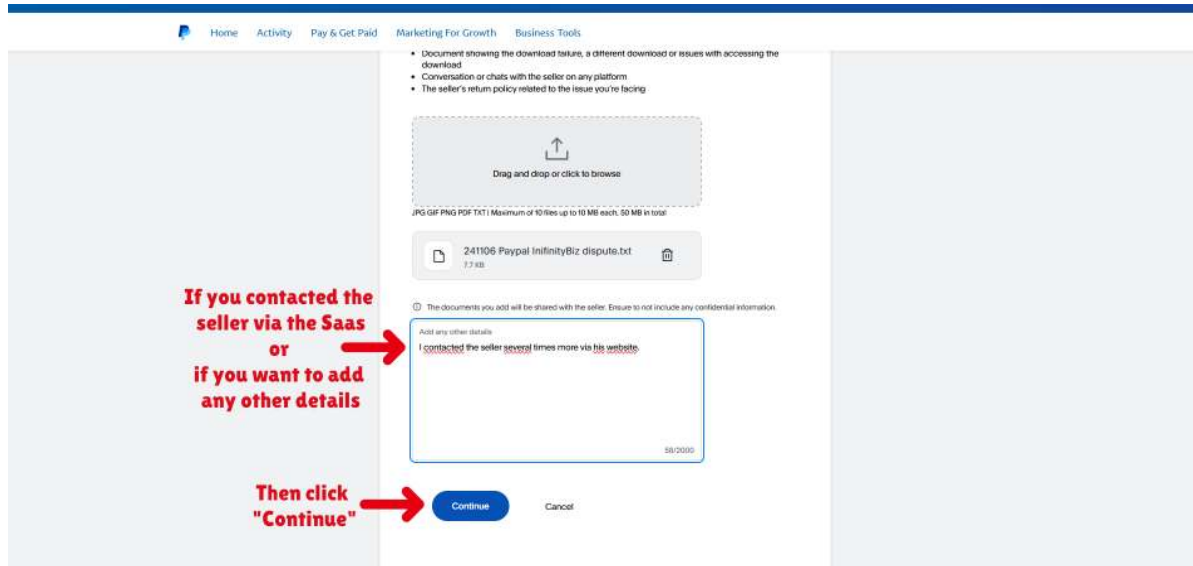 Home Activity Pay & Get Paid Marketing For Growth Business Tools
• Document showing the download failure, a different download or issues with accessing the
download
• Conversation or chats with the seller on any platform
• The seller's return policy related to the issue you're facing
Drag and drop or click to browse
JPG GIF PNG PDF TXT | Maximum of 10 files up to 10 MB each, 50 MB in total
241106 Paypal InifinityBiz dispute.txt
7.7 KB
The documents you add will be shared with the seller. Ensure to not include any confidential information.
If you contacted the
seller via the Saas
or
if you want to add
any other details
Add any other details
I contacted the seller several times more via his website.
58/2000
Then click
"Continue"
Continue
Cancel